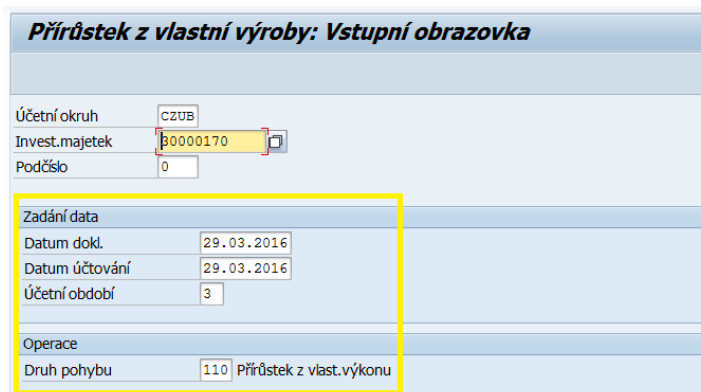 Přírůstek z vlastní výroby: Vstupní obrazovka
Účetní okruh CZUB
Invest.majetek 30000170
Podčíslo 0
Zadání data
Datum dokl. 29.03.2016
Datum účtování 29.03.2016
Účetní období 3
Operace
Druh pohybu 110 Přírůstek z vlast.výkonu